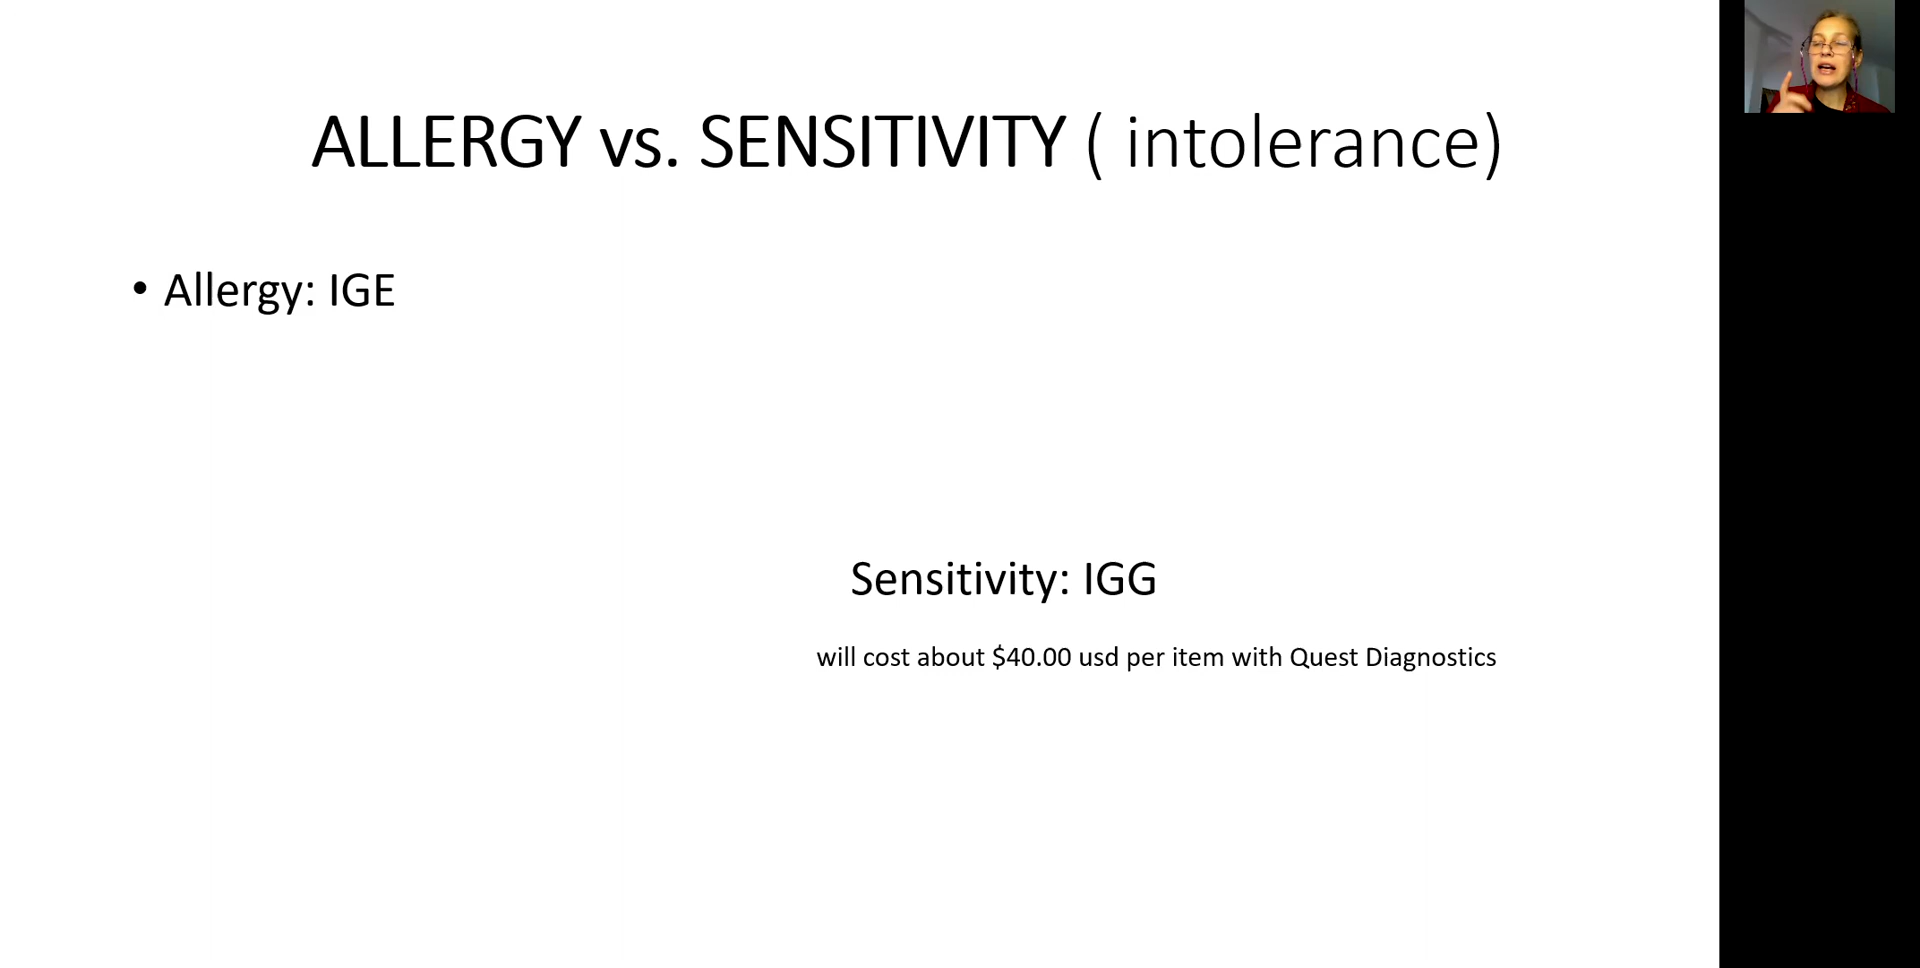 ALLERGY vs. SENSITIVITY ( intolerance)
• Allergy: IGE
Sensitivity: IGG
will cost about $40.00 usd per item with Quest Diagnostics